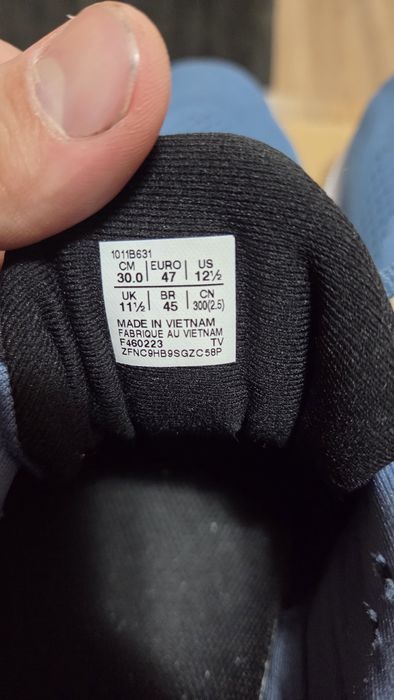 1011B631
CM EURO US
30.0 47 12½
UK BR CN
11½ 45 300(2.5)
MADE IN VIETNAM
FABRIQUE AU VIETNAM
F460223 TV
ZFNC9HB9SGZC58P